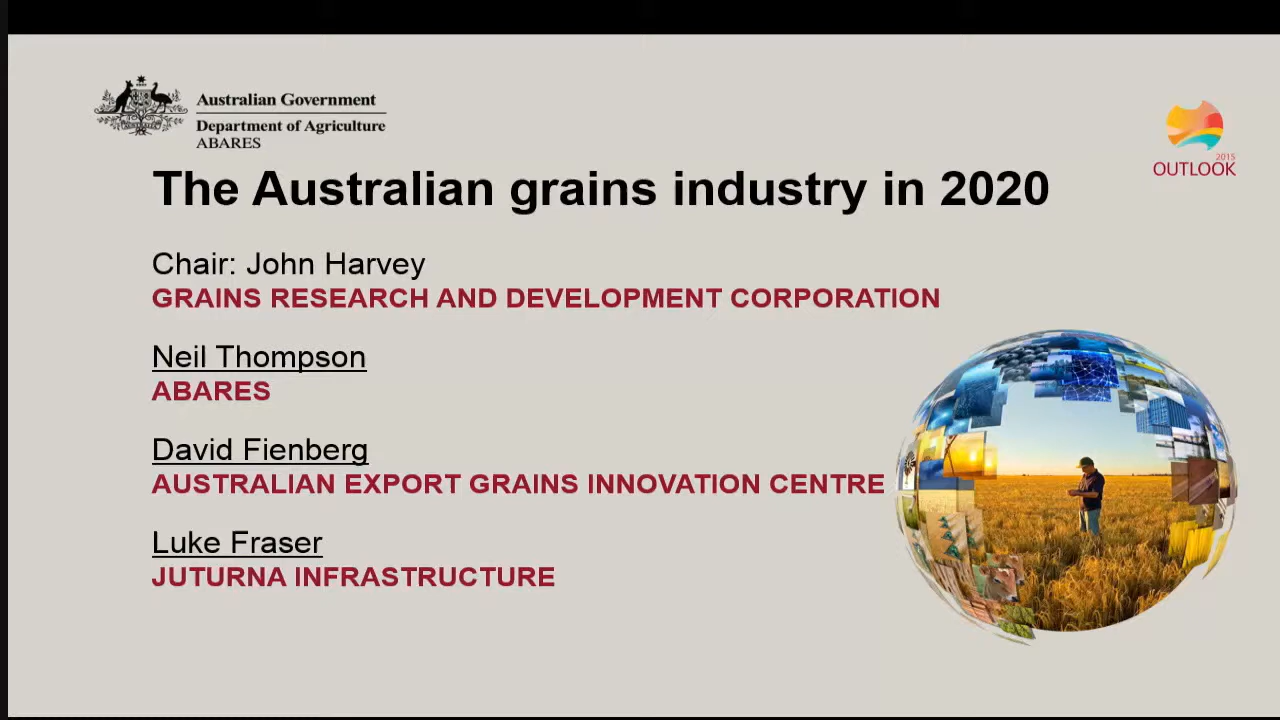 Australian Government
Department of Agriculture
ABARES
2015
OUTLOOK
The Australian grains industry in 2020
Chair: John Harvey
GRAINS RESEARCH AND DEVELOPMENT CORPORATION
Neil Thompson
ABARES
David Fienberg
AUSTRALIAN EXPORT GRAINS INNOVATION CENTRE
Luke Fraser
JUTURNA INFRASTRUCTURE